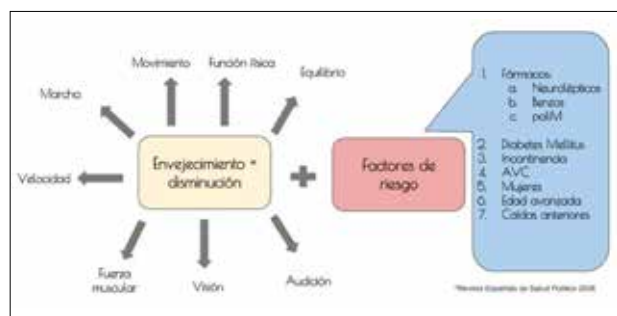 Movimiento
Función física
Equilibrio
Marcha
Envejecimiento =
disminución
Velocidad
Fuerza
muscular
Visión
Audición
+
Factores de
riesgo
1. Fármacos
a. Neurolépticos
b. Benzos
c. poliM
2. Diabetes Mellitus
3. Incontinencia
4. AVC
5. Mujeres
6. Edad avanzada
7. Caídas anteriores
*Revista Española de Salud Pública